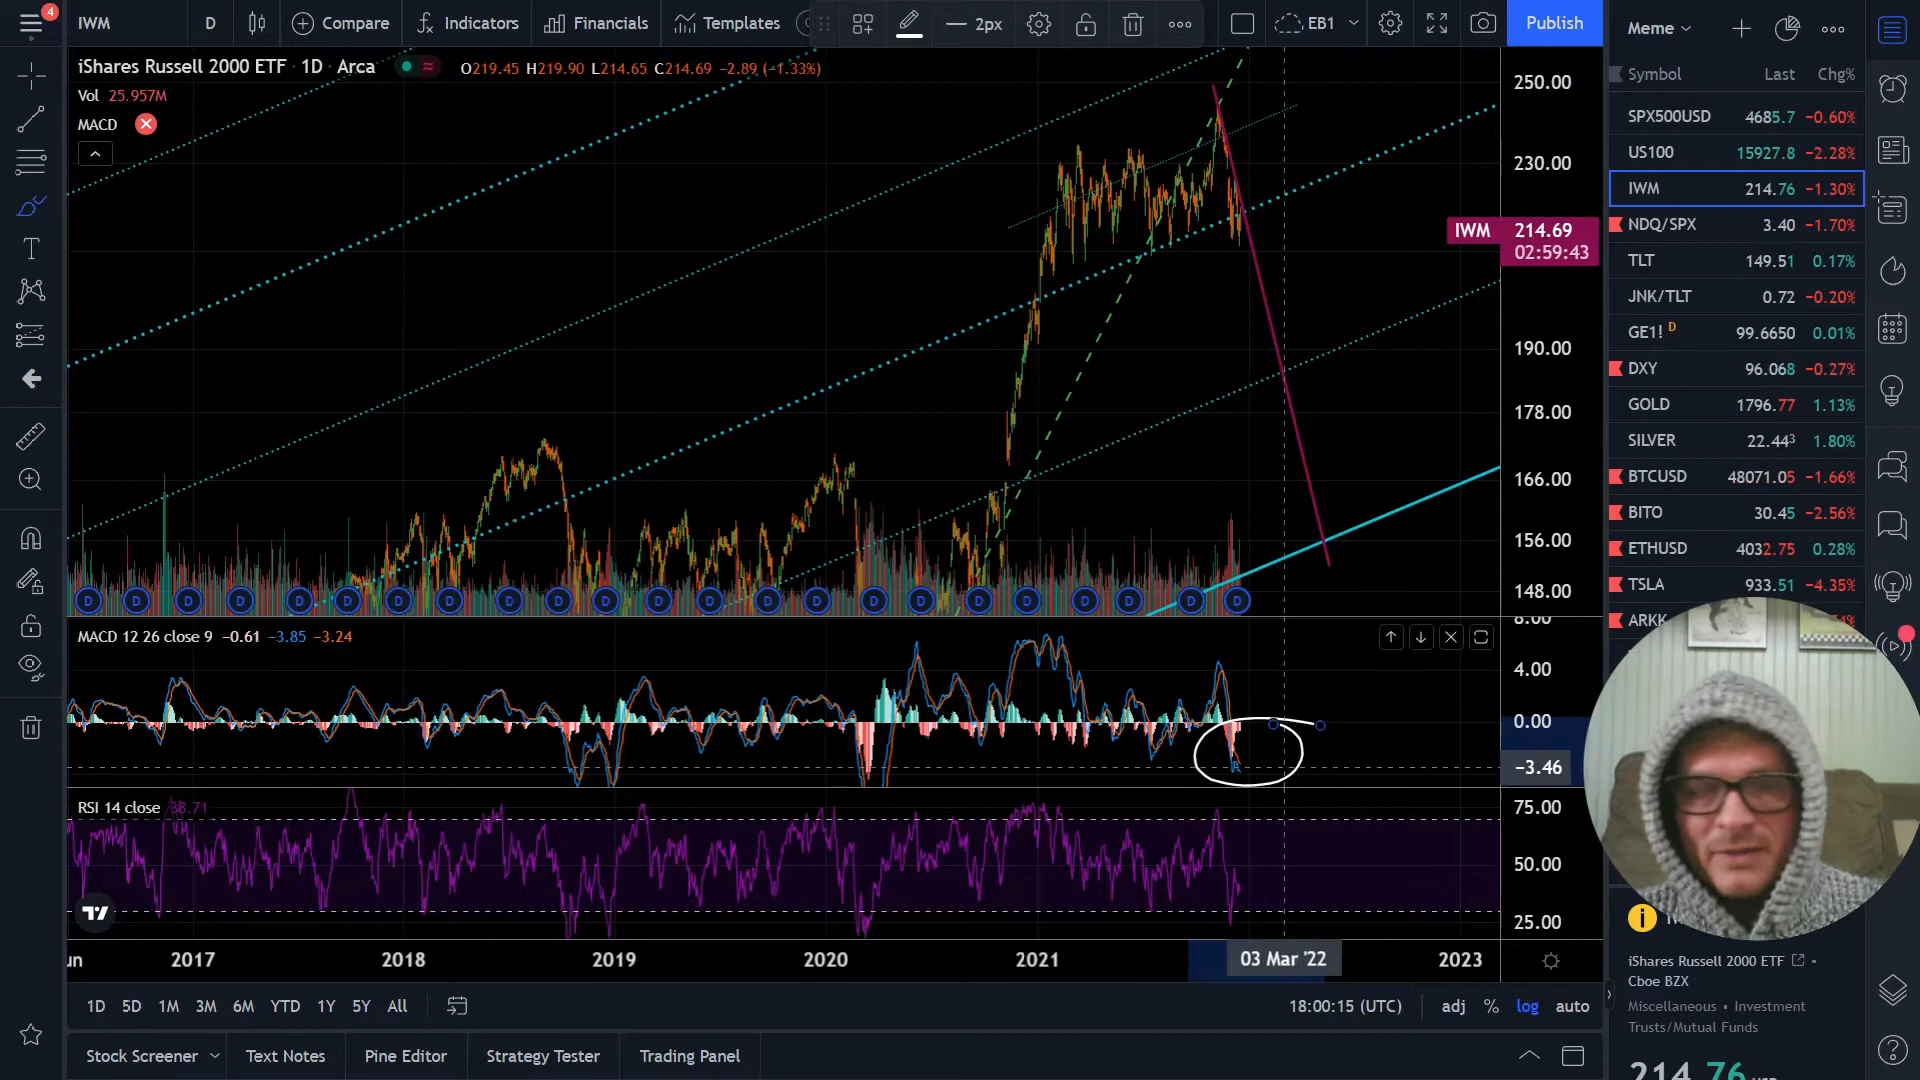 4
IWM D Compare Indicators Financials Templates 2px EB1 Publish
iShares Russell 2000 ETF · 1D · Arca O219.45 H219.90 L214.65 C214.69 −2.89 (−1.33%)
Vol 25.957M
MACD
250.00
230.00
IWM 214.69
02:59:43
190.00
178.00
166.00
156.00
148.00
D D D D D D D D D D D D D D D D D D D D D D D
MACD 12 26 close 9 −0.61 −3.85 −3.24
8.00
4.00
0.00
−3.46
RSI 14 close 38.71
75.00
50.00
25.00
2017 2018 2019 2020 2021 03 Mar '22 2023
1D 5D 1M 3M 6M YTD 1Y 5Y All 18:00:15 (UTC) adj % log auto
Stock Screener Text Notes Pine Editor Strategy Tester Trading Panel
Meme
Symbol Last Chg%
SPX500USD 4685.7 −0.60%
US100 15927.8 −2.28%
IWM 214.76 −1.30%
NDQ/SPX 3.40 −1.70%
TLT 149.51 0.17%
JNK/TLT 0.72 −0.20%
GE1! D 99.6650 0.01%
DXY 96.068 −0.27%
GOLD 1796.77 1.13%
SILVER 22.44³ 1.80%
BTCUSD 48071.05 −1.66%
BITO 30.45 −2.56%
ETHUSD 4032.75 0.28%
TSLA 933.51 −4.35%
ARKK
iShares Russell 2000 ETF •
Cboe BZX
Miscellaneous • Investment
Trusts/Mutual Funds
214.76